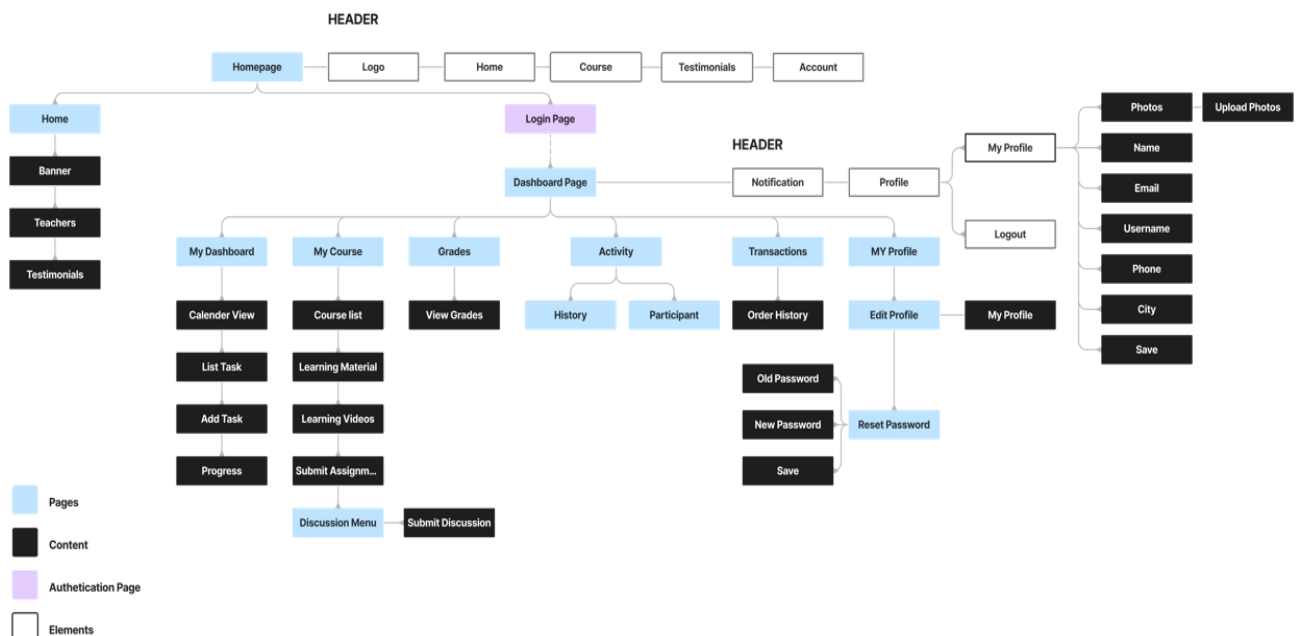 HEADER
Homepage
Logo
Home
Course
Testimonials
Account
Home
Login Page
Photos
Upload Photos
Banner
HEADER
My Profile
Name
Dashboard Page
Notification
Profile
Email
Teachers
Username
Logout
Testimonials
My Dashboard
My Course
Grades
Activity
Transactions
MY Profile
Phone
Calender View
Course list
View Grades
History
Participant
Order History
Edit Profile
My Profile
City
Save
List Task
Learning Material
Old Password
Add Task
Learning Videos
New Password
Reset Password
Progress
Submit Assignm...
Save
Discussion Menu
Submit Discussion
Pages
Content
Authetication Page
Elements